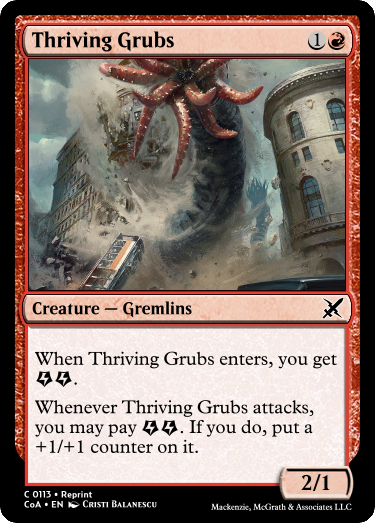 Thriving Grubs 1
Creature — Gremlins
When Thriving Grubs enters, you get
.
Whenever Thriving Grubs attacks,
you may pay . If you do, put a
+1/+1 counter on it.
2/1
C 0113 • Reprint
CoA • EN Cristi Balanescu
Mackenzie, McGrath & Associates LLC